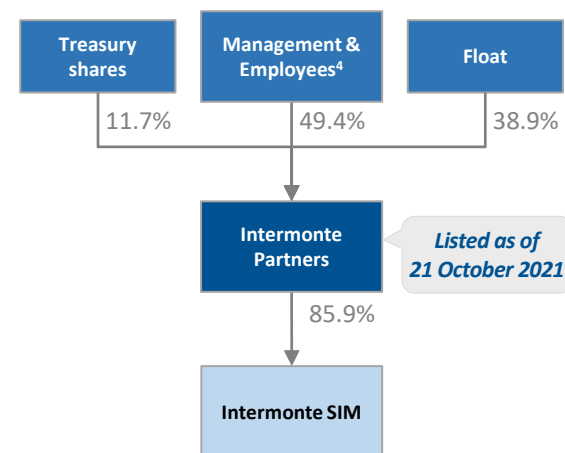 Treasury
shares
Management &
Employees⁴
Float
11.7%
49.4%
38.9%
Intermonte
Partners
Listed as of
21 October 2021
85.9%
Intermonte SIM